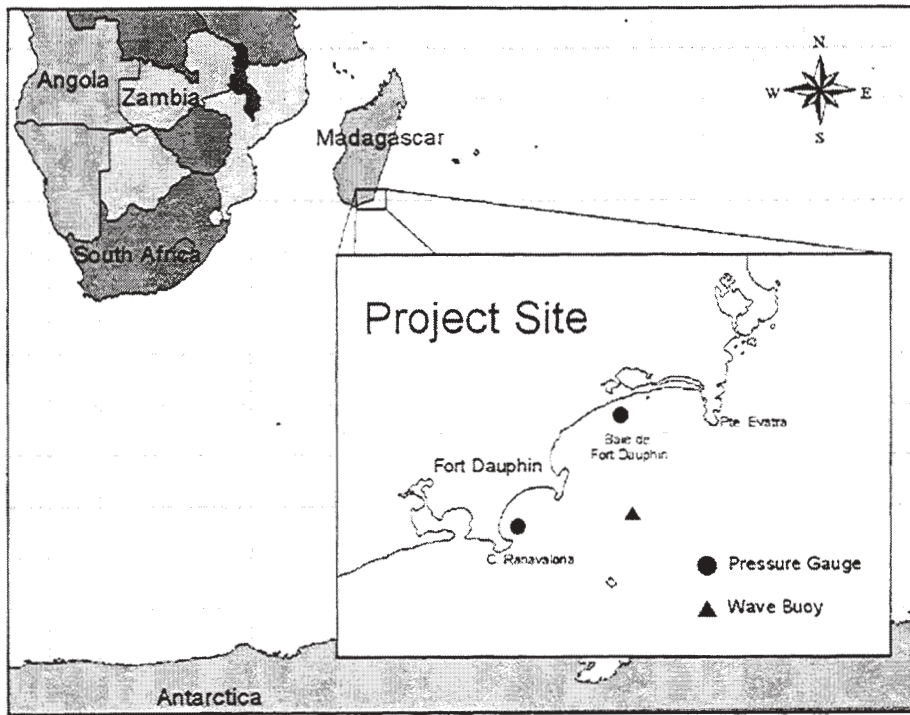 N
W E
S
Angola
Zambia
Madagascar
South Africa
Project Site
Pte. Evatra
Baie de
Fort Dauphin
Fort Dauphin
C. Ranavalona
Pressure Gauge
Wave Buoy
Antarctica